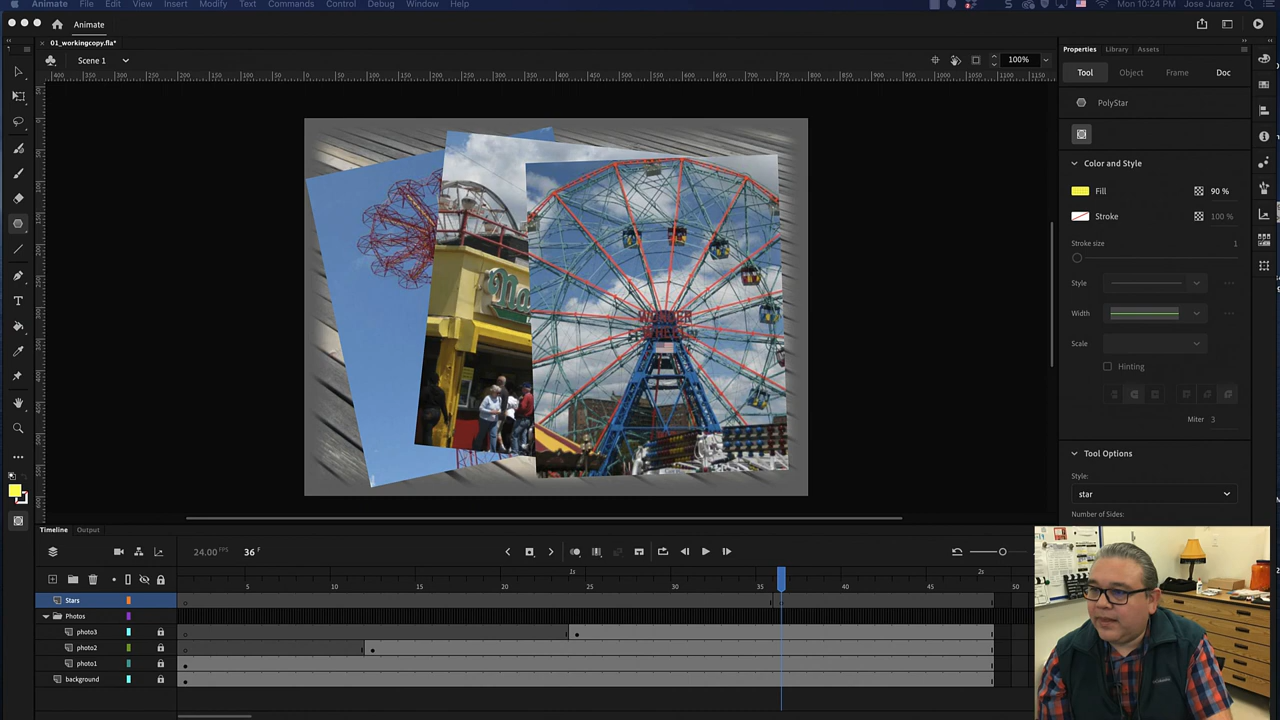 Animate File Edit View Insert Modify Text Commands Control Debug Window Help Mon 10:24 PM Jose Juarez
Animate
01_workingcopy.fla*
Scene 1
100%
Properties Library Assets
Tool Object Frame Doc
PolyStar
Color and Style
Fill 90 %
Stroke 100 %
Stroke size 1
Style
Width
Scale
Hinting
Miter 3
Tool Options
Style:
star
Number of Sides:
WONDER
WHEEL
Timeline Output
24.00 FPS 36 F
1s 2s
5 10 15 20 25 30 35 40 45 50
Stars
Photos
photo3
photo2
photo1
background